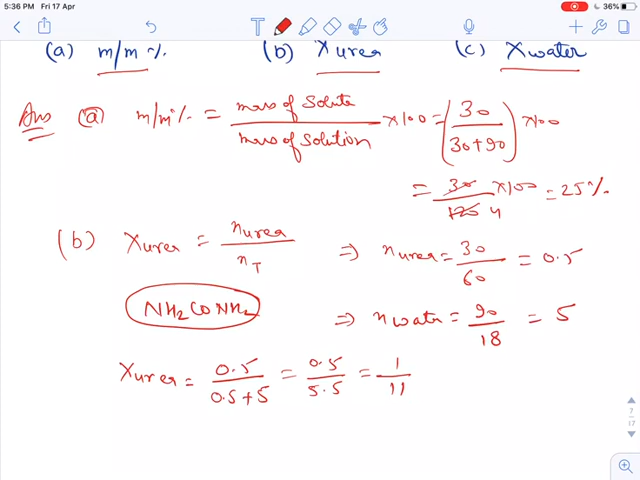 5:36 PM Fri 17 Apr 36%
(a) m/m % (b) Xurea (c) Xwater
Ans (a) m/m% = mass of solute / mass of solution × 100 = (30 / 30+90) × 100
= 30 / 120 4 × 100 = 25%
(b) Xurea = nurea / nT ⇒ nurea = 30 / 60 = 0.5
NH2CONH2 ⇒ nwater = 90 / 18 = 5
Xurea = 0.5 / 0.5+5 = 0.5 / 5.5 = 1 / 11
7
17